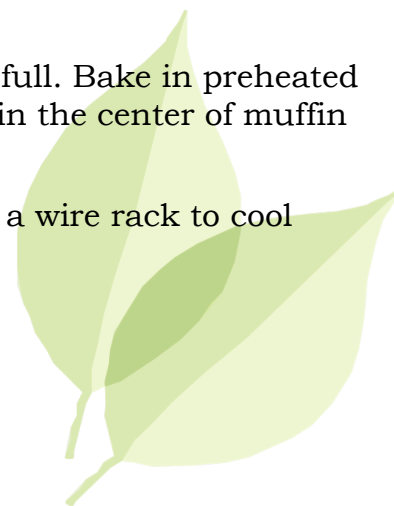 full. Bake in preheated
in the center of muffin
a wire rack to cool